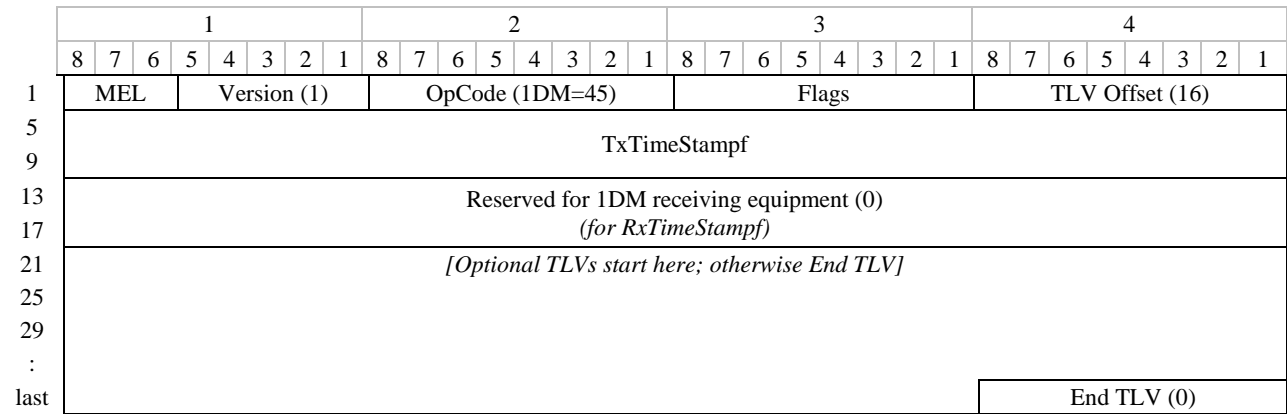 1 2 3 4
8 7 6 5 4 3 2 1 8 7 6 5 4 3 2 1 8 7 6 5 4 3 2 1 8 7 6 5 4 3 2 1
1 MEL Version (1) OpCode (1DM=45) Flags TLV Offset (16)
5
TxTimeStampf
9
13 Reserved for 1DM receiving equipment (0)
17 (for RxTimeStampf)
21 [Optional TLVs start here; otherwise End TLV]
25
29
:
last End TLV (0)